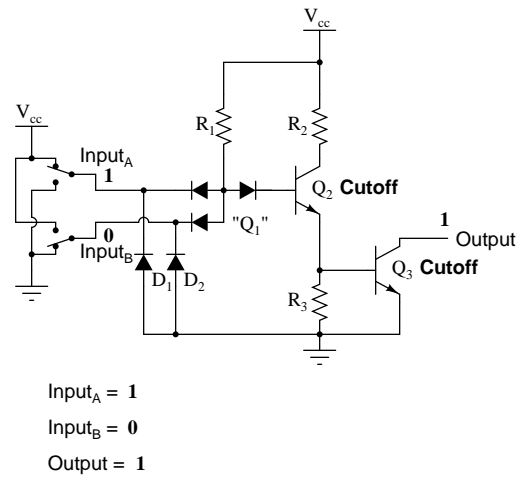 Vcc
Vcc
R1
R2
InputA
1
Q2 Cutoff
0
"Q1"
1
Output
InputB
D1
D2
Q3 Cutoff
R3
InputA = 1
InputB = 0
Output = 1